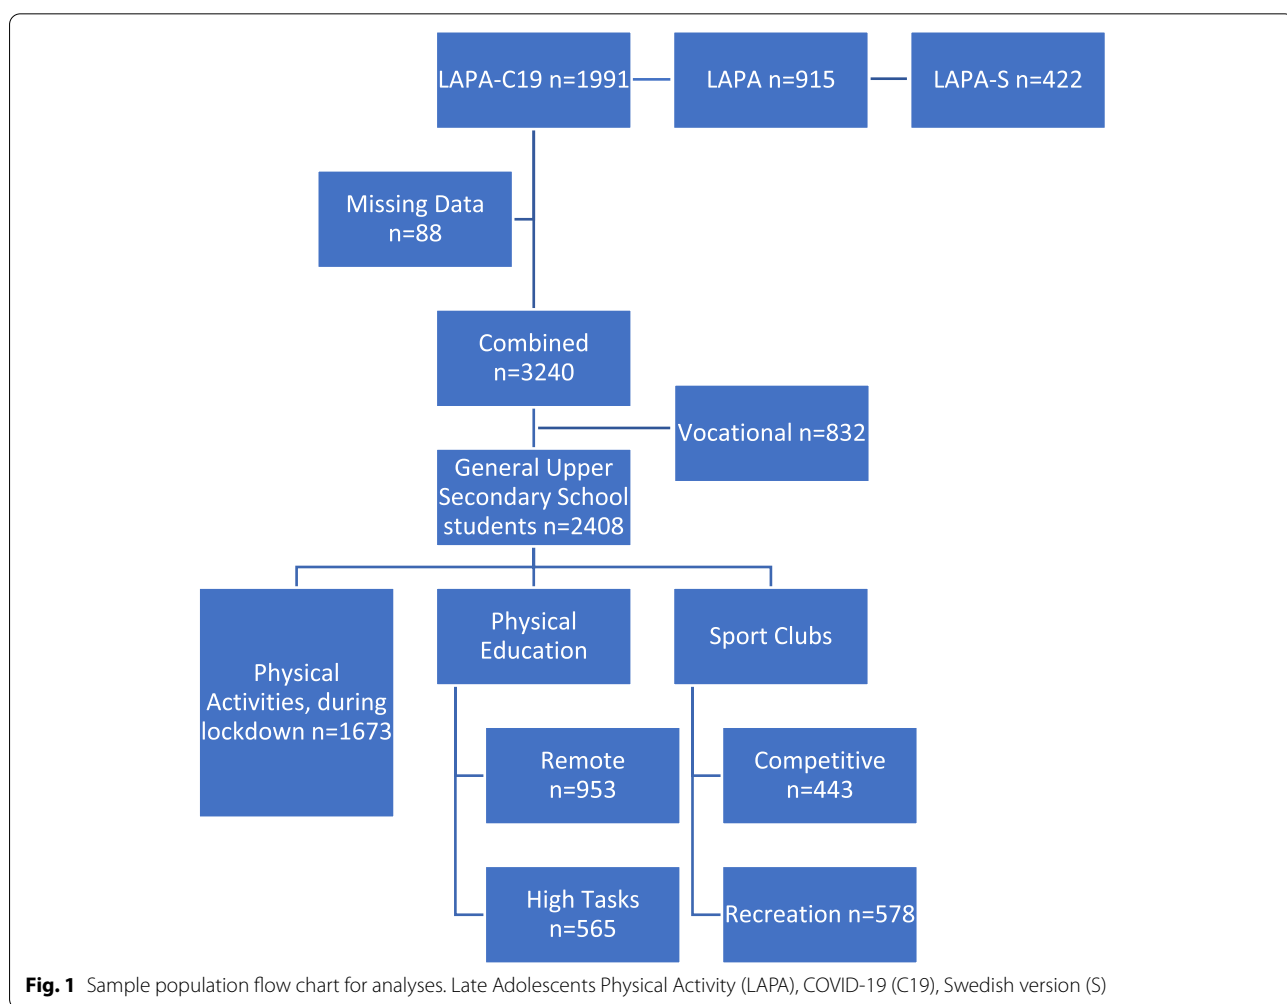 LAPA-C19 n=1991
LAPA n=915
LAPA-S n=422
Missing Data
n=88
Combined
n=3240
Vocational n=832
General Upper
Secondary School
students n=2408
Physical
Activities, during
lockdown n=1673
Physical
Education
Sport Clubs
Remote
n=953
Competitive
n=443
High Tasks
n=565
Recreation n=578
Fig. 1 Sample population flow chart for analyses. Late Adolescents Physical Activity (LAPA), COVID-19 (C19), Swedish version (S)